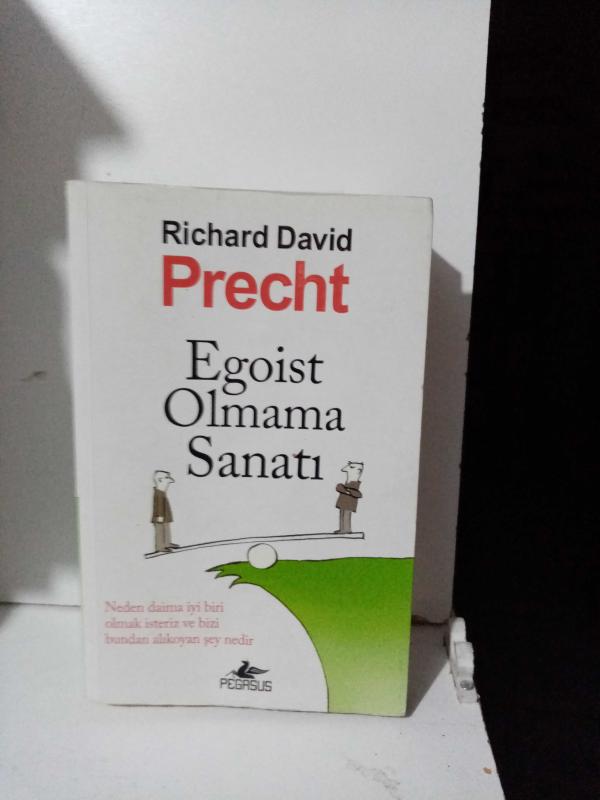 Richard David
Precht
Egoist
Olmama
Sanatı
Neden daima iyi biri
olmak isteriz ve bizi
bundan alıkoyan şey nedir
PEGASUS